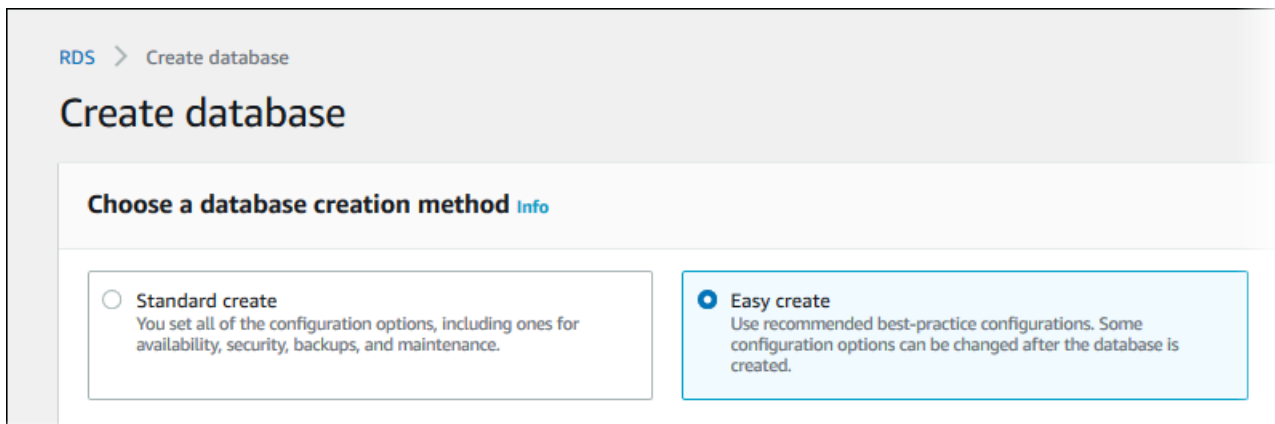 RDS > Create database
Create database
Choose a database creation method Info
Standard create
You set all of the configuration options, including ones for
availability, security, backups, and maintenance.
Easy create
Use recommended best-practice configurations. Some
configuration options can be changed after the database is
created.